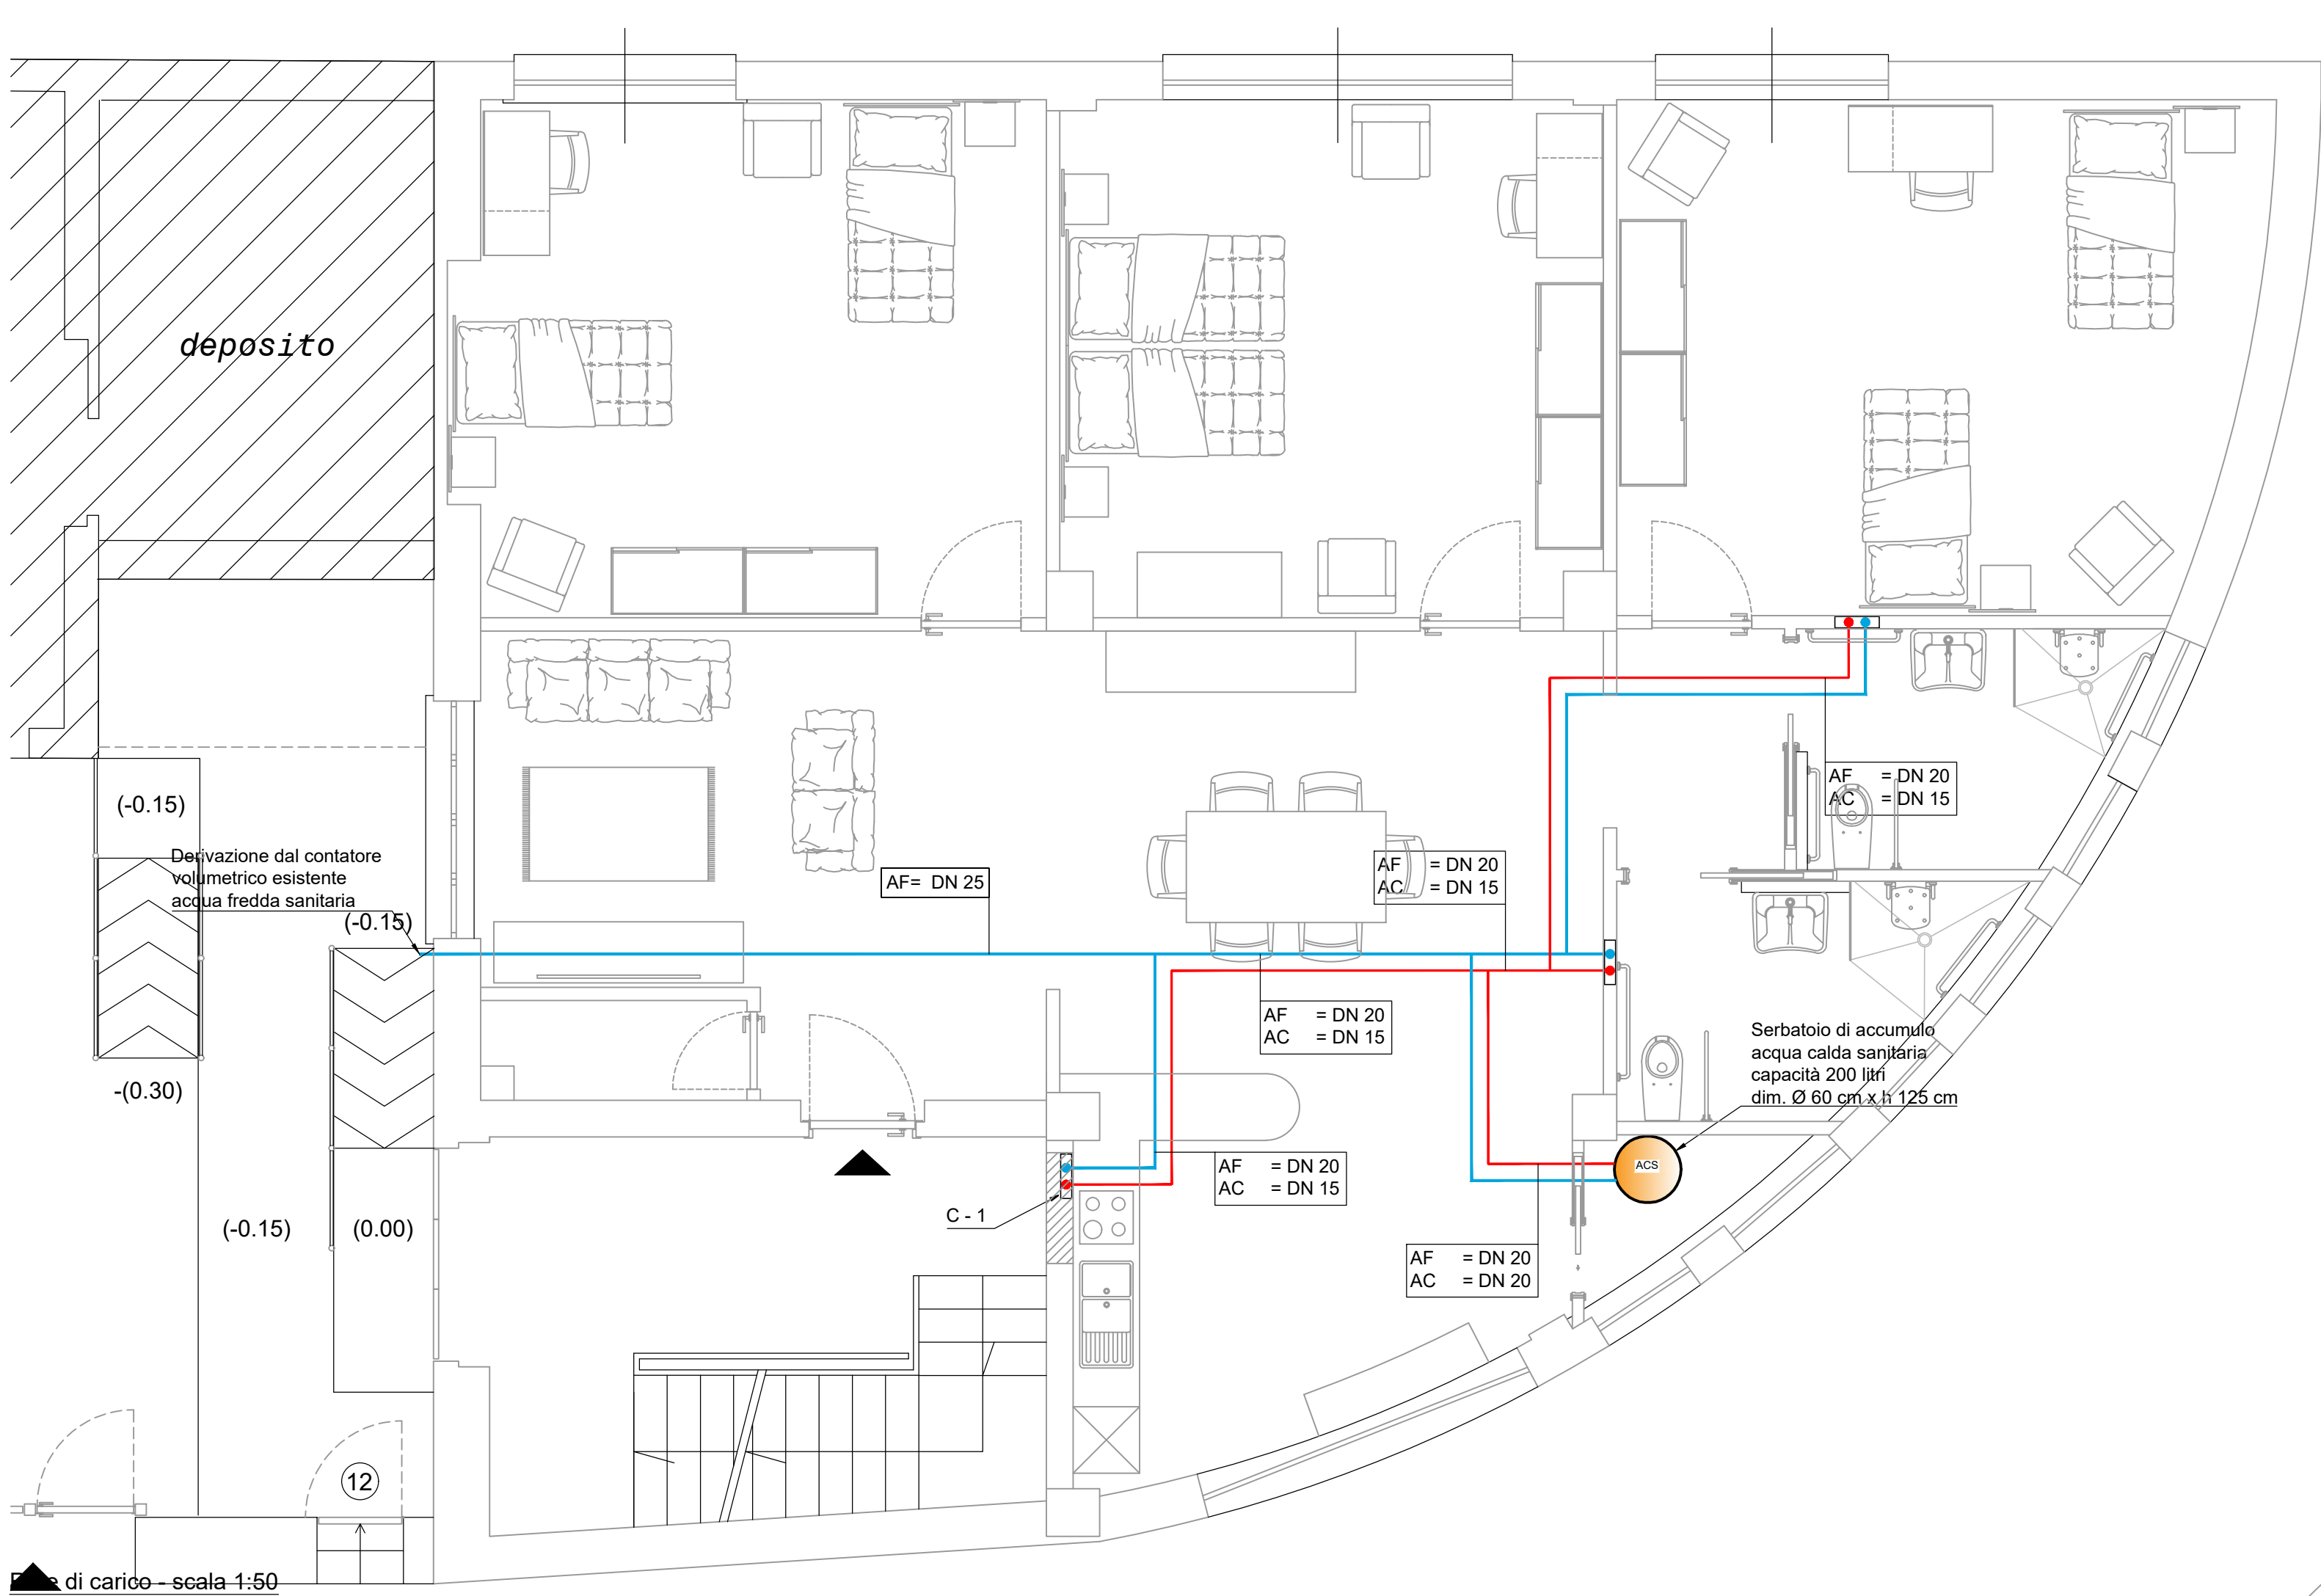 deposito
(-0.15)
Derivazione dal contatore
volumetrico esistente
acqua fredda sanitaria
(-0.15)
AF= DN 25
AF = DN 20
AC = DN 15
AF = DN 20
AC = DN 15
AF = DN 20
AC = DN 15
Serbatoio di accumulo
acqua calda sanitaria
capacità 200 litri
dim. Ø 60 cm x h 125 cm
-(0.30)
ACS
AF = DN 20
AC = DN 15
C - 1
(-0.15)
(0.00)
AF = DN 20
AC = DN 20
12
di carico - scala 1:50